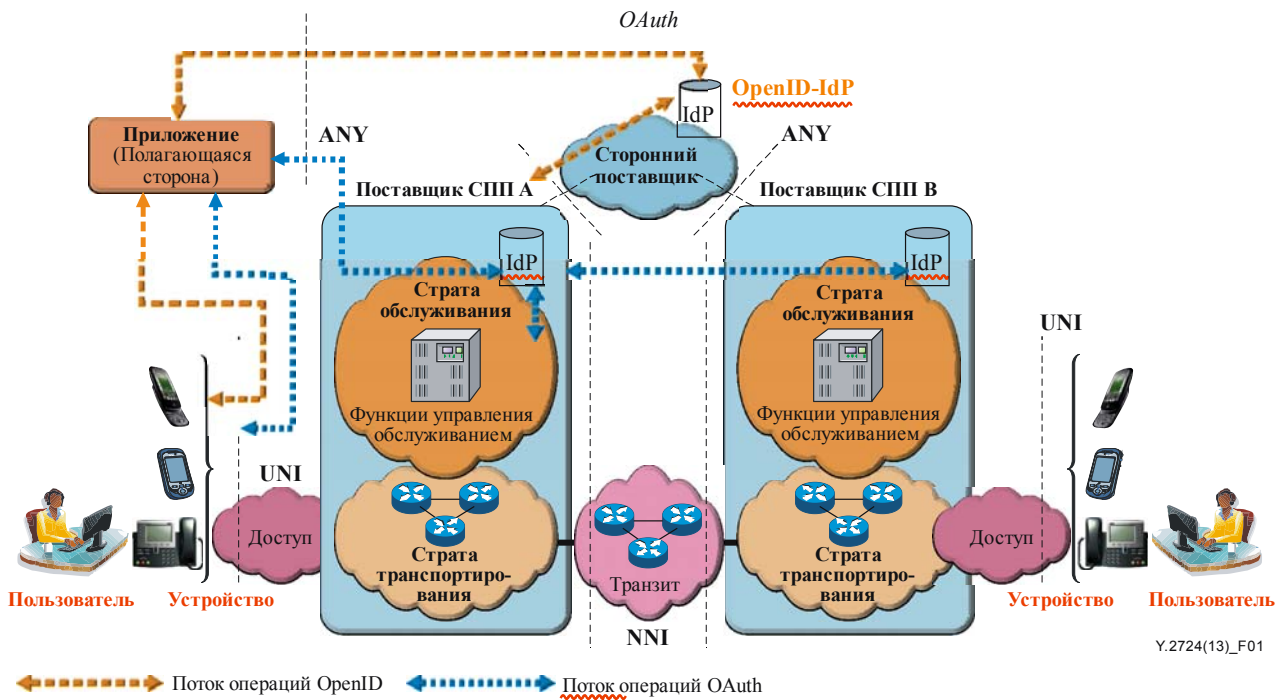 OAuth
OpenID-IdP
IdP
Приложение
(Полагающаяся
сторона)
ANY
ANY
Сторонний
поставщик
Поставщик СПП А
Поставщик СПП В
IdP
IdP
Страта
обслуживания
Страта
обслуживания
UNI
Функции управления
обслуживанием
Функции управления
обслуживанием
UNI
Доступ
Страта
транспортиро-
вания
Транзит
Страта
транспортиро-
вания
Доступ
Пользователь
Устройство
NNI
Устройство
Пользователь
Y.2724(13)_F01
Поток операций OpenID
Поток операций OAuth